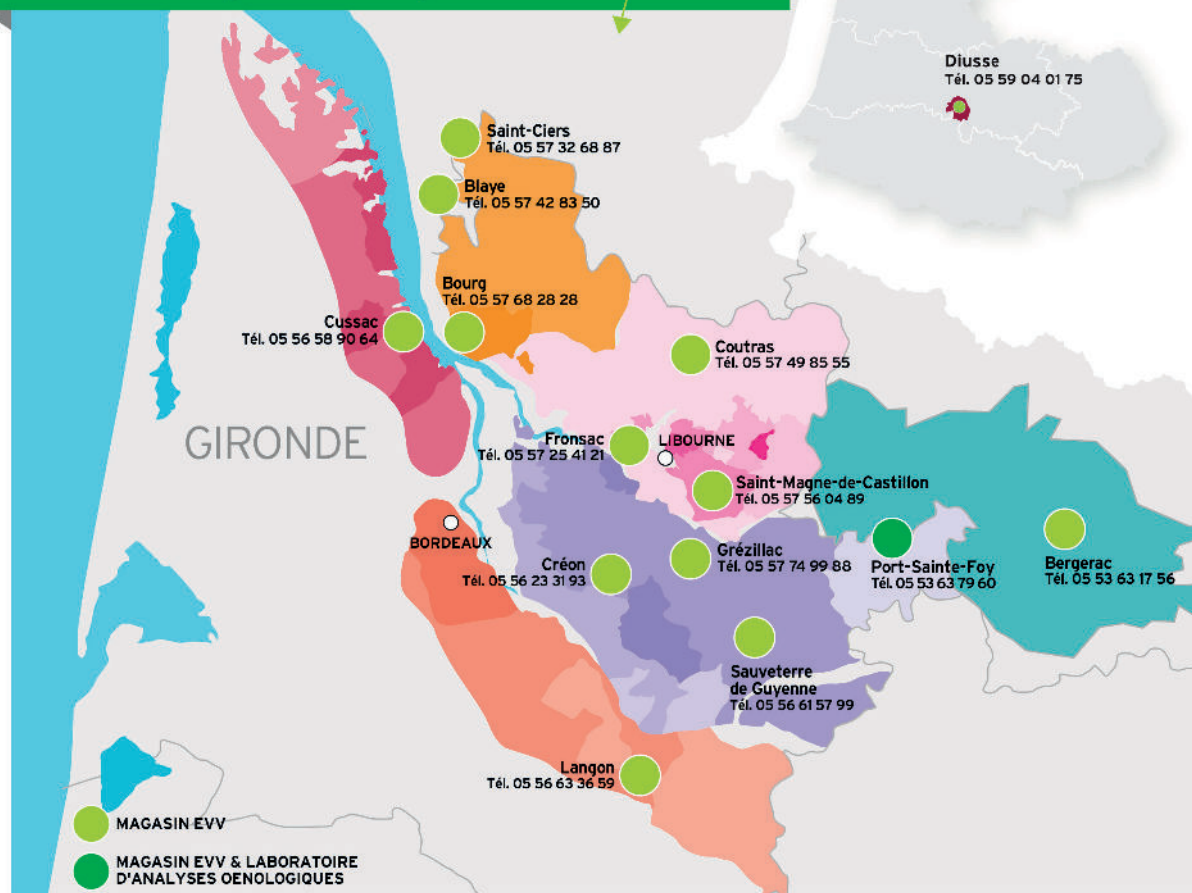 Diusse
Tél. 05 59 04 01 75
Saint-Ciers
Tél. 05 57 32 68 87
Blaye
Tél. 05 57 42 83 50
Bourg
Tél. 05 57 68 28 28
Cussac
Tél. 05 56 58 90 64
Coutras
Tél. 05 57 49 85 55
GIRONDE
Fronsac
Tél. 05 57 25 41 21
LIBOURNE
Saint-Magne-de-Castillon
Tél. 05 57 56 04 89
BORDEAUX
Créon
Tél. 05 56 23 31 93
Grézillac
Tél. 05 57 74 99 88
Port-Sainte-Foy
Tél. 05 53 63 79 60
Bergerac
Tél. 05 53 63 17 56
Sauveterre
de Guyenne
Tél. 05 56 61 57 99
Langon
Tél. 05 56 63 36 59
MAGASIN EVV
MAGASIN EVV & LABORATOIRE
D'ANALYSES OENOLOGIQUES